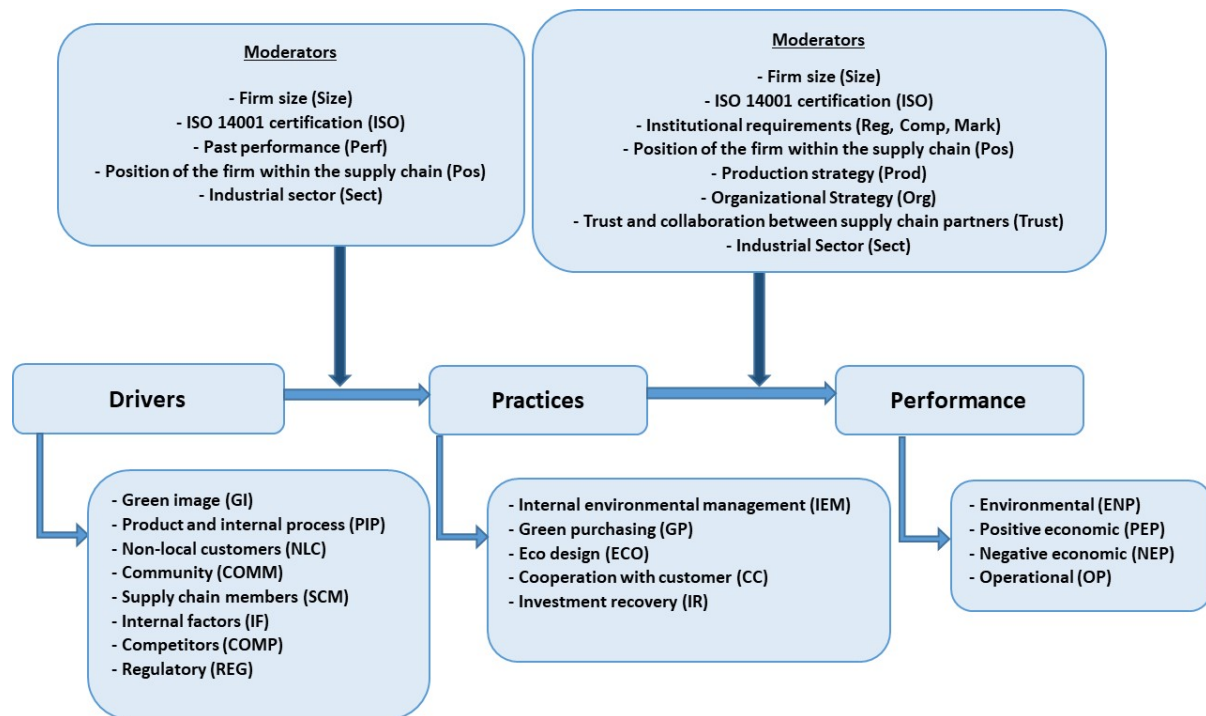 Moderators
- Firm size (Size)
- ISO 14001 certification (ISO)
- Past performance (Perf)
- Position of the firm within the supply chain (Pos)
- Industrial sector (Sect)
Moderators
- Firm size (Size)
- ISO 14001 certification (ISO)
- Institutional requirements (Reg, Comp, Mark)
- Position of the firm within the supply chain (Pos)
- Production strategy (Prod)
- Organizational Strategy (Org)
- Trust and collaboration between supply chain partners (Trust)
- Industrial Sector (Sect)
Drivers
Practices
Performance
- Green image (GI)
- Product and internal process (PIP)
- Non-local customers (NLC)
- Community (COMM)
- Supply chain members (SCM)
- Internal factors (IF)
- Competitors (COMP)
- Regulatory (REG)
- Internal environmental management (IEM)
- Green purchasing (GP)
- Eco design (ECO)
- Cooperation with customer (CC)
- Investment recovery (IR)
- Environmental (ENP)
- Positive economic (PEP)
- Negative economic (NEP)
- Operational (OP)